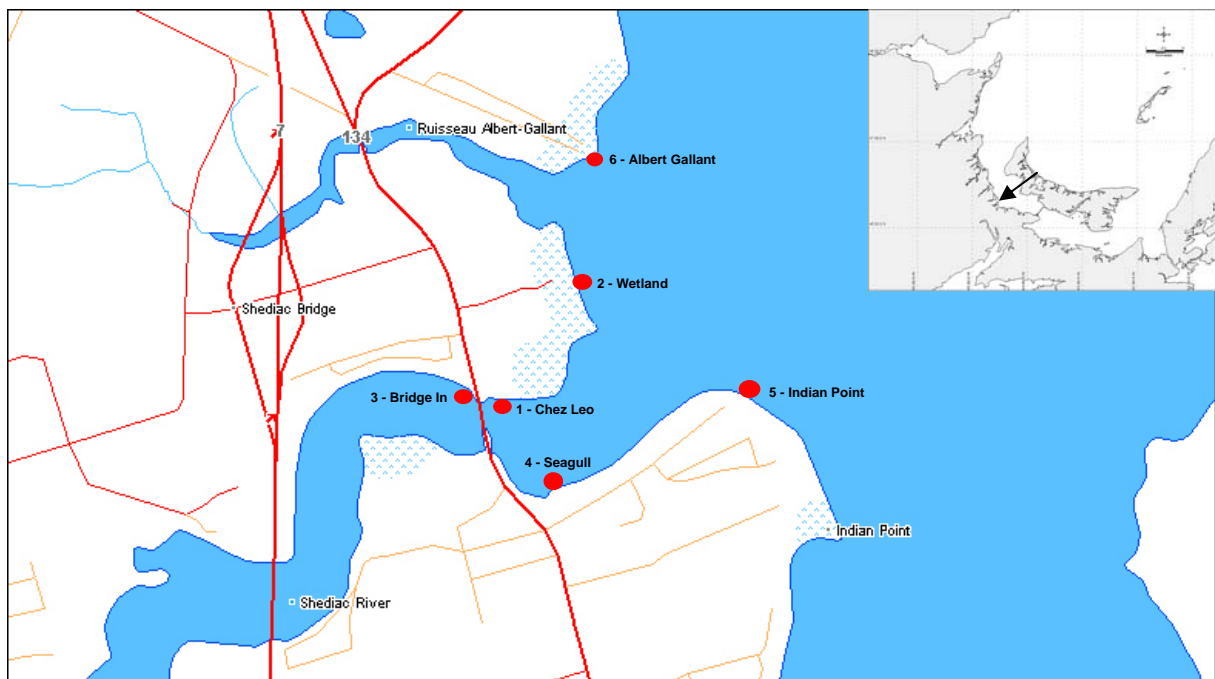 7
134
Ruisseau Albert-Gallant
6 - Albert Gallant
2 - Wetland
Shediac Bridge
3 - Bridge In
1 - Chez Leo
5 - Indian Point
4 - Seagull
Indian Point
Shediac River